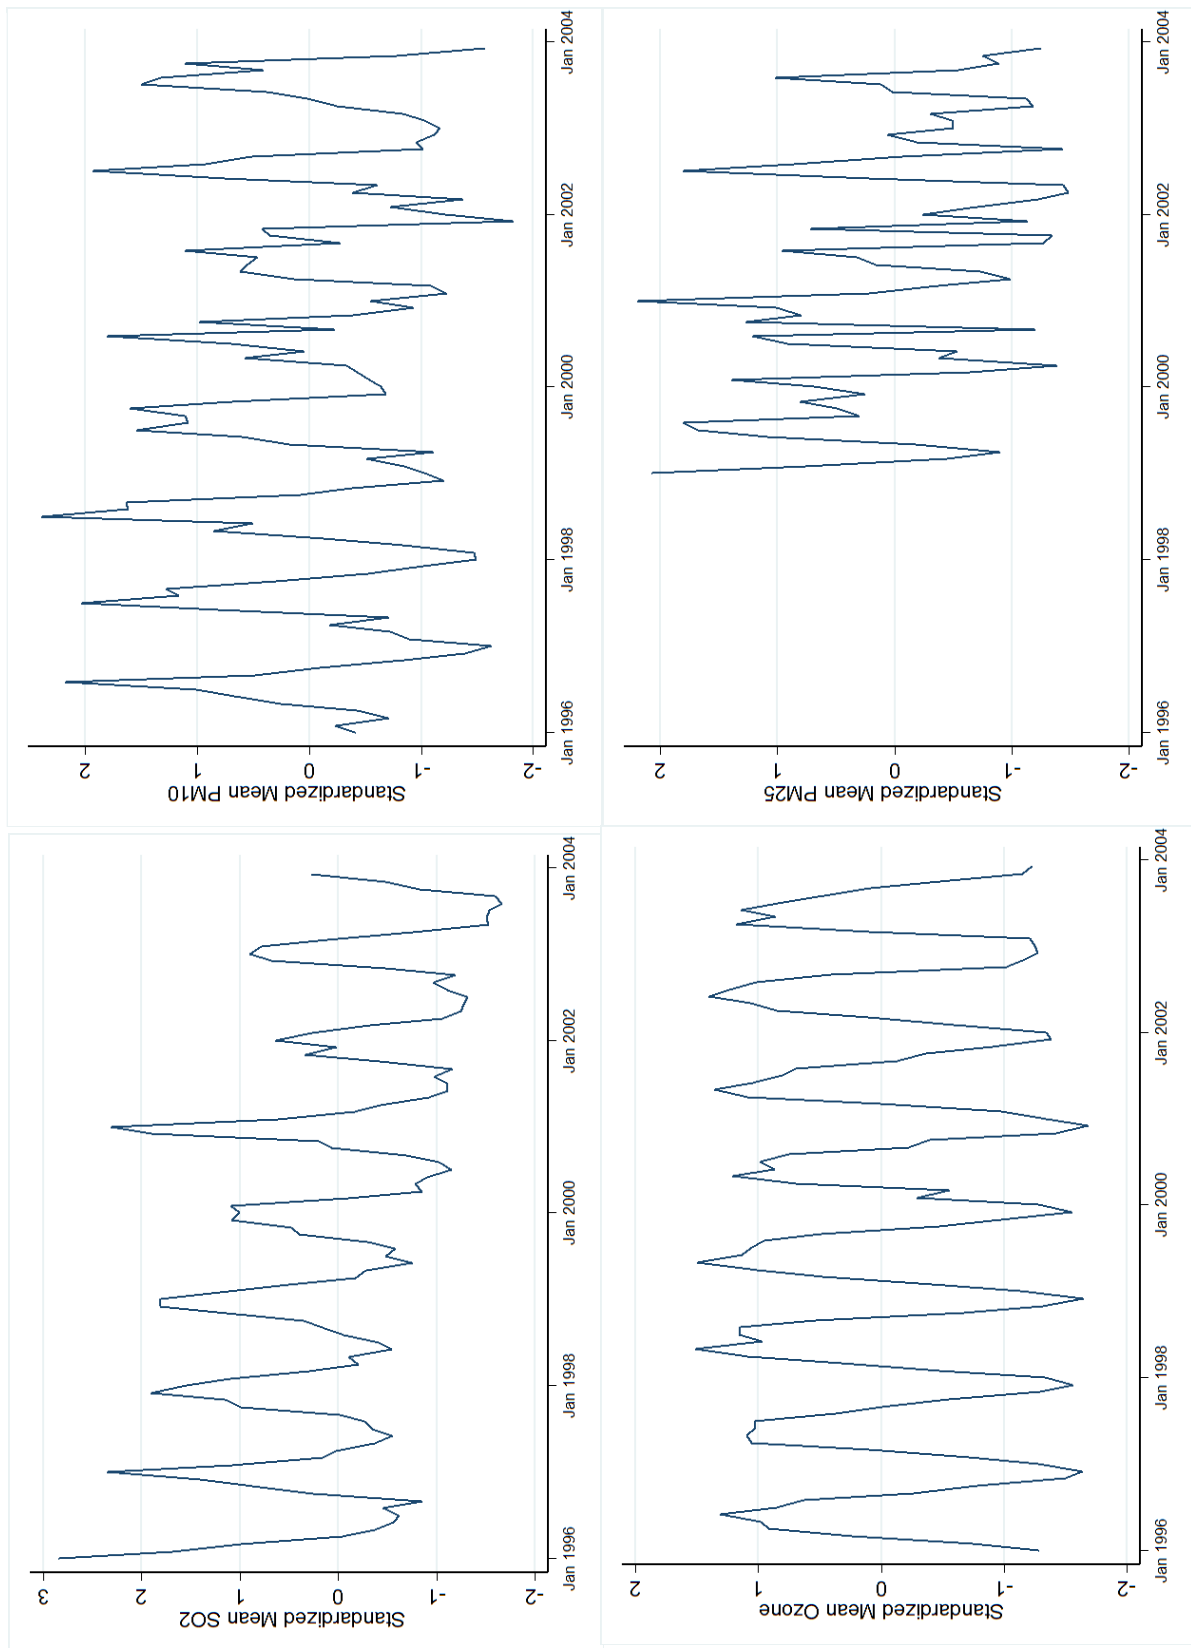 Standardized Mean PM10
2
1
0
-1
-2
Jan 1996
Jan 1998
Jan 2000
Jan 2002
Jan 2004
Standardized Mean PM25
2
1
0
-1
-2
Jan 1996
Jan 1998
Jan 2000
Jan 2002
Jan 2004
Standardized Mean SO2
3
2
1
0
-1
-2
Jan 1996
Jan 1998
Jan 2000
Jan 2002
Jan 2004
Standardized Mean Ozone
2
1
0
-1
-2
Jan 1996
Jan 1998
Jan 2000
Jan 2002
Jan 2004